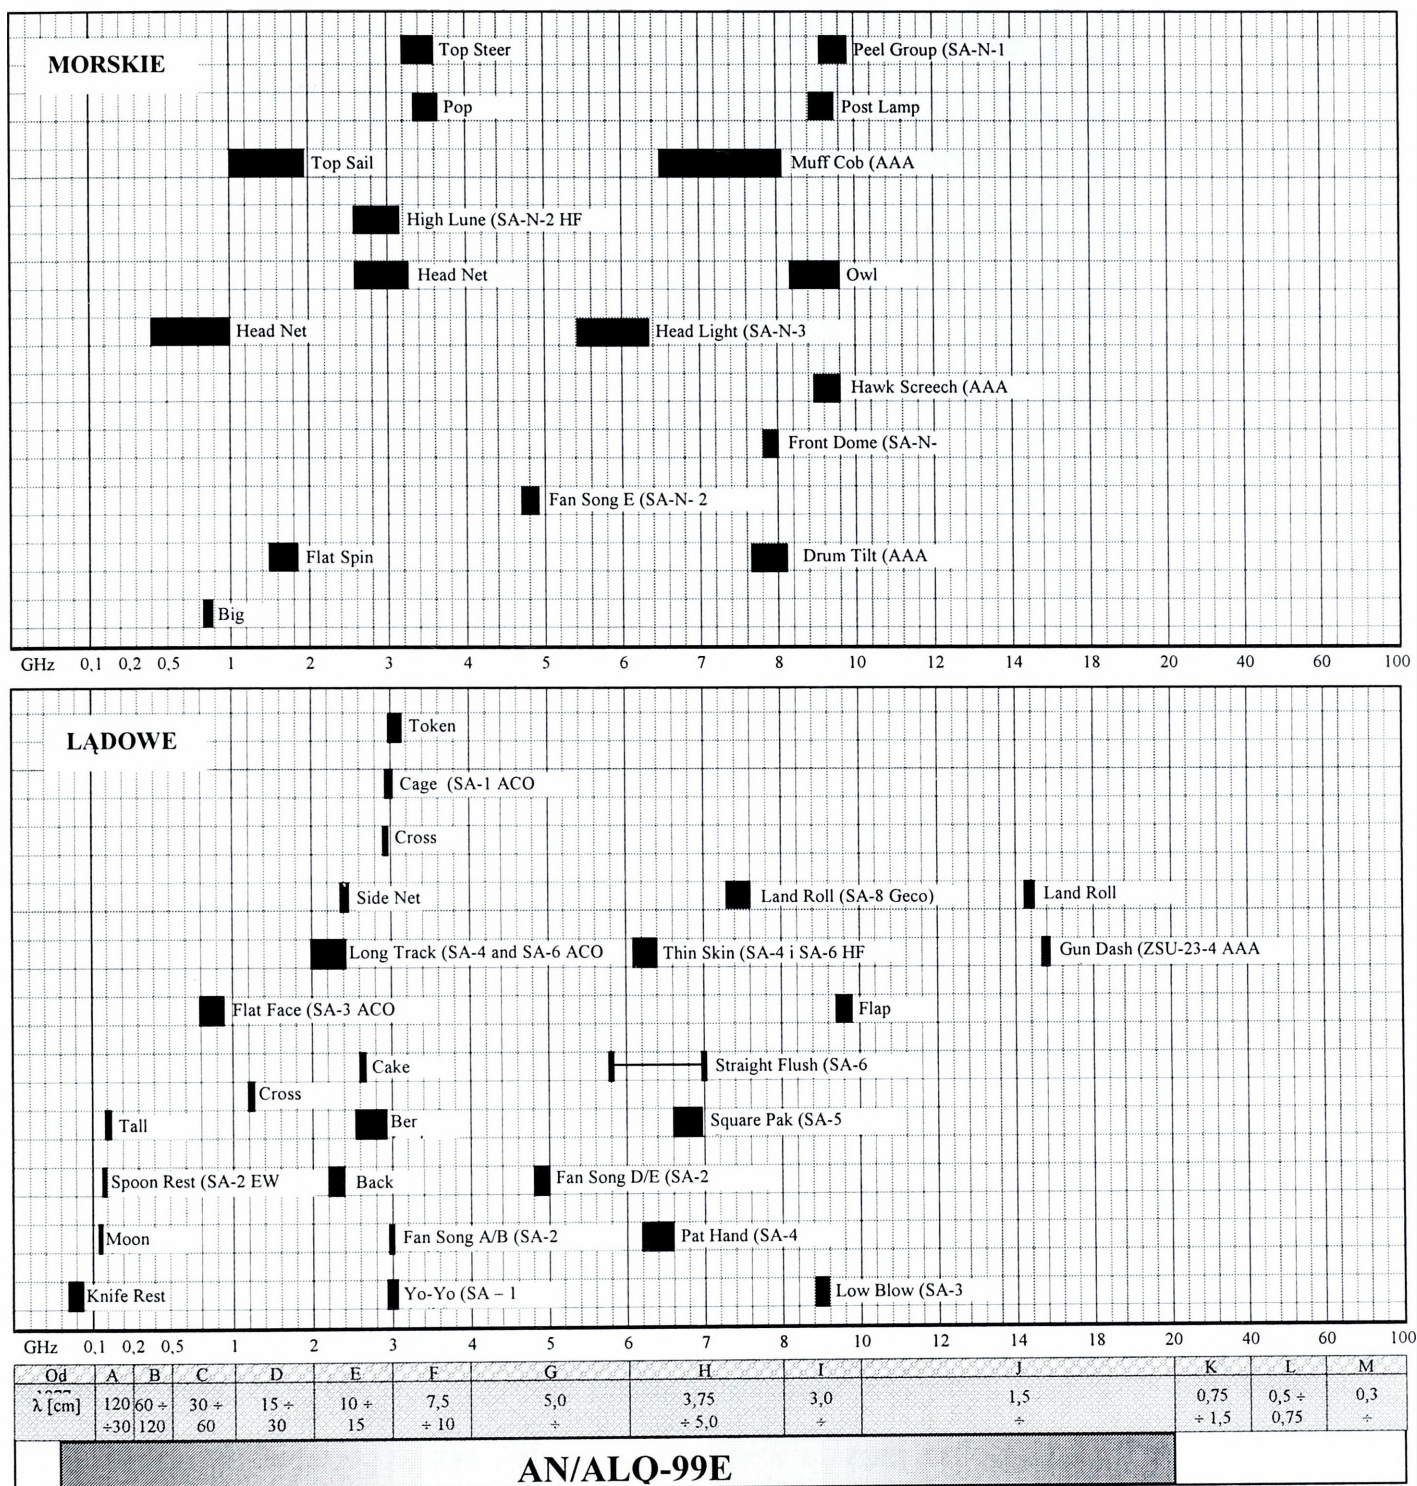 MORSKIE
Top Steer
Peel Group (SA-N-1
Pop
Post Lamp
Top Sail
Muff Cob (AAA
High Lune (SA-N-2 HF
Head Net
Owl
Head Net
Head Light (SA-N-3
Hawk Screech (AAA
Front Dome (SA-N-
Fan Song E (SA-N- 2
Flat Spin
Drum Tilt (AAA
Big
GHz 0,1 0,2 0,5 1 2 3 4 5 6 7 8 10 12 14 18 20 40 60 100
LĄDOWE
Token
Cage (SA-1 ACO
Cross
Side Net
Land Roll (SA-8 Geco)
Land Roll
Long Track (SA-4 and SA-6 ACO
Thin Skin (SA-4 i SA-6 HF
Gun Dash (ZSU-23-4 AAA
Flat Face (SA-3 ACO
Flap
Cake
Straight Flush (SA-6
Cross
Tall
Ber
Square Pak (SA-5
Spoon Rest (SA-2 EW
Back
Fan Song D/E (SA-2
Moon
Fan Song A/B (SA-2
Pat Hand (SA-4
Knife Rest
Yo-Yo (SA – 1
Low Blow (SA-3
GHz 0,1 0,2 0,5 1 2 3 4 5 6 7 8 10 12 14 18 20 40 60 100
Od A B C D E F G H I J K L M
λ [cm] 120 60 ÷ 30 ÷ 15 ÷ 10 ÷ 7,5 5,0 3,75 3,0 1,5 0,75 0,5 ÷ 0,3
÷30 120 60 30 15 ÷ 10 ÷ ÷ 5,0 ÷ ÷ ÷ 1,5 0,75 ÷
AN/ALQ-99E